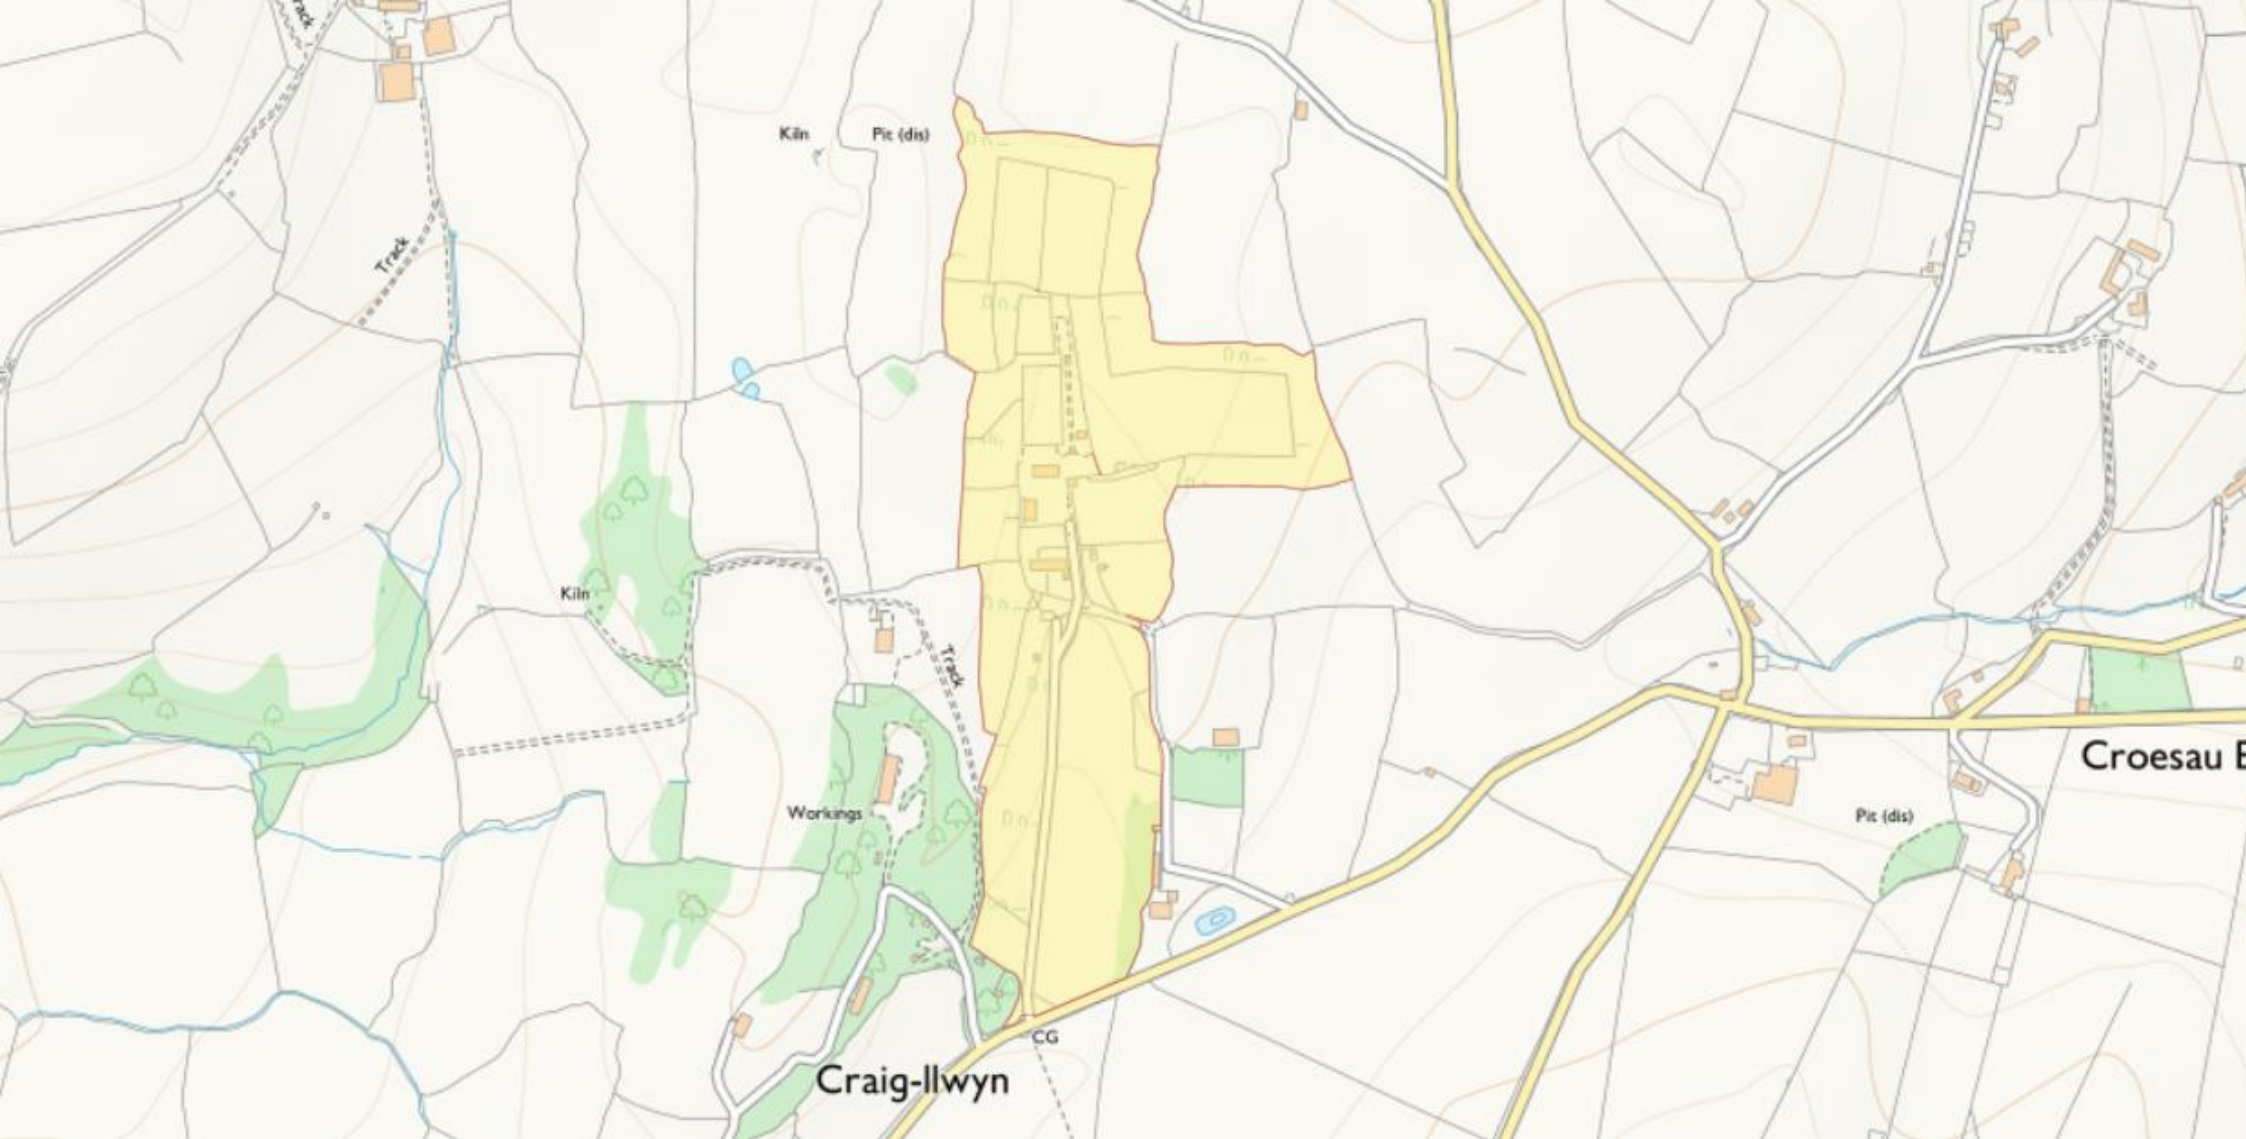 Track
Kiln
Pit (dis)
Track
Kiln
Track
Workings
Pit (dis)
Croesau
CG
Craig-llwyn